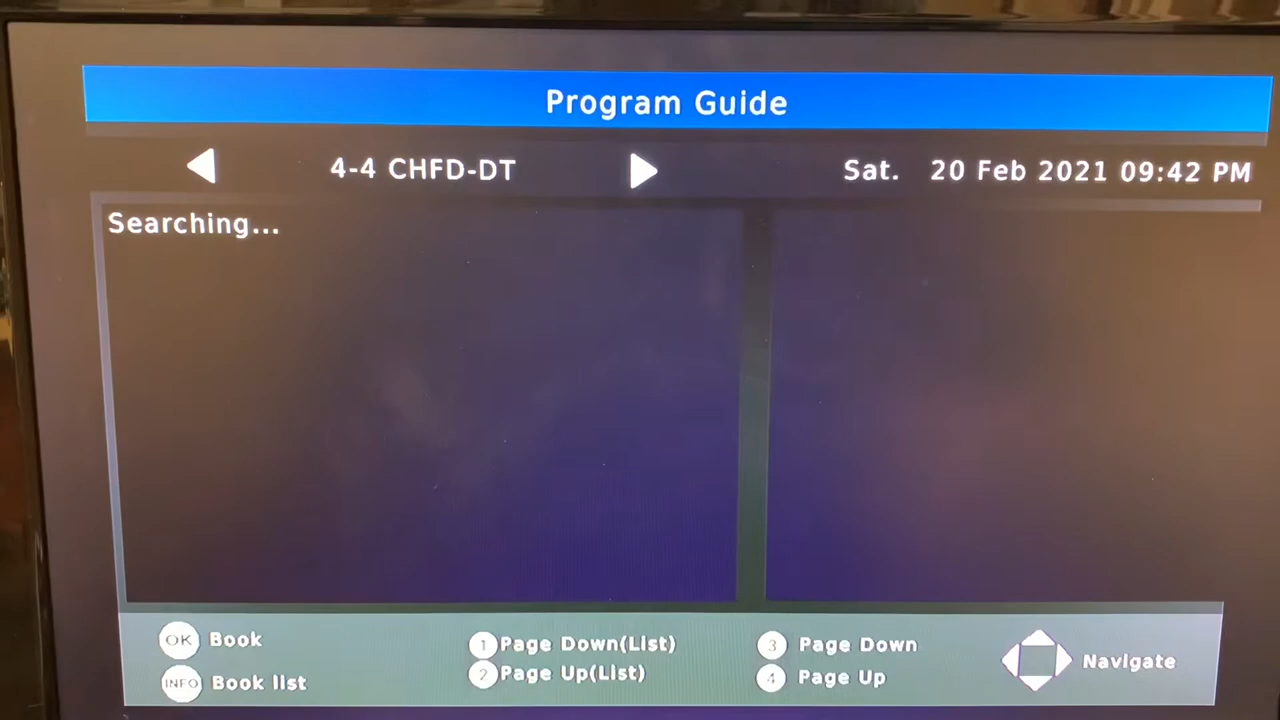 Program Guide
4-4 CHFD-DT
Sat. 20 Feb 2021 09:42 PM
Searching...
OK Book
INFO Book list
1 Page Down(List)
2 Page Up(List)
3 Page Down
4 Page Up
Navigate